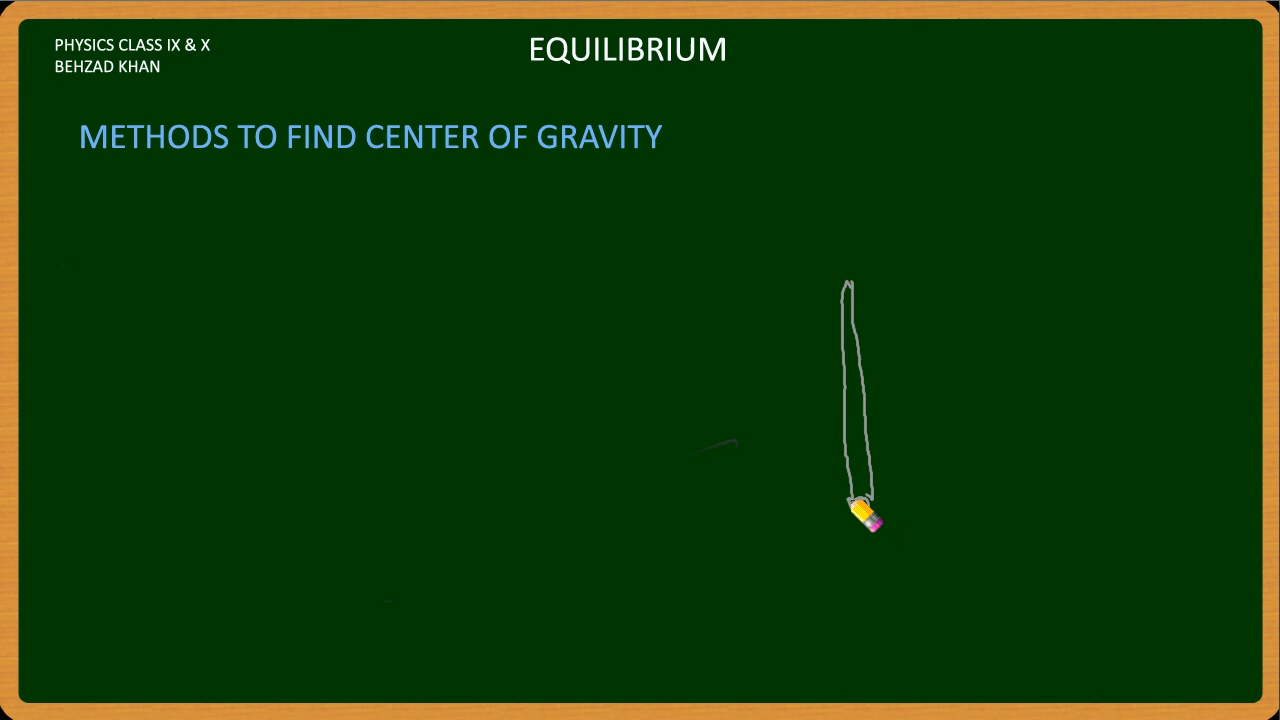 PHYSICS CLASS IX & X
BEHZAD KHAN
EQUILIBRIUM
METHODS TO FIND CENTER OF GRAVITY